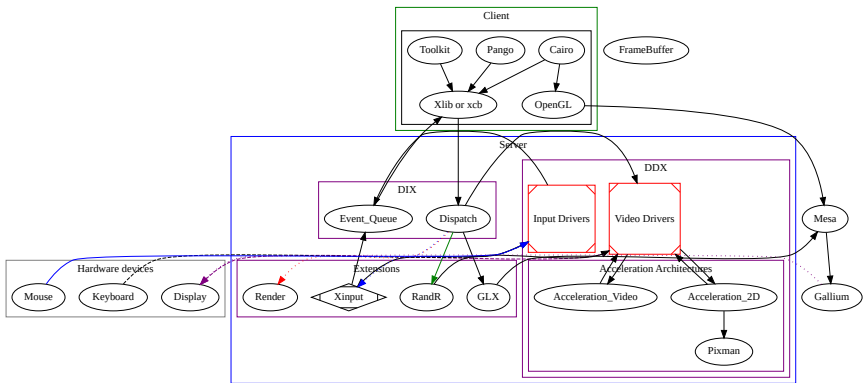 Client
Toolkit
Pango
Cairo
FrameBuffer
Xlib or xcb
OpenGL
Server
DDX
DIX
Event_Queue
Dispatch
Input Drivers
Video Drivers
Mesa
Hardware devices
Extensions
Acceleration Architectures
Mouse
Keyboard
Display
Render
Xinput
RandR
GLX
Acceleration_Video
Acceleration_2D
Gallium
Pixman